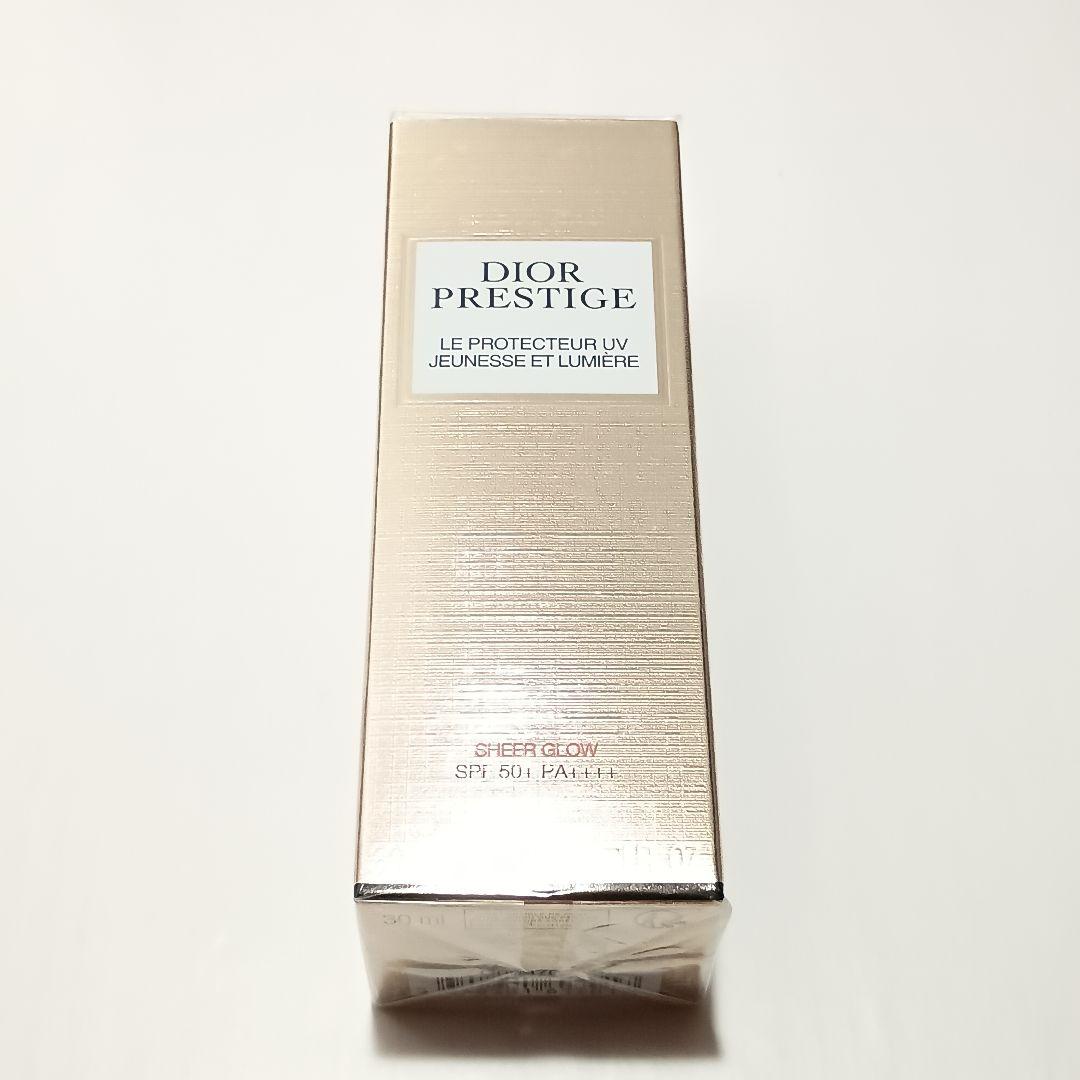 DIOR
PRESTIGE
LE PROTECTEUR UV
JEUNESSE ET LUMIÈRE
SHEER GLOW
SPF 50+ PA++++
30 ml